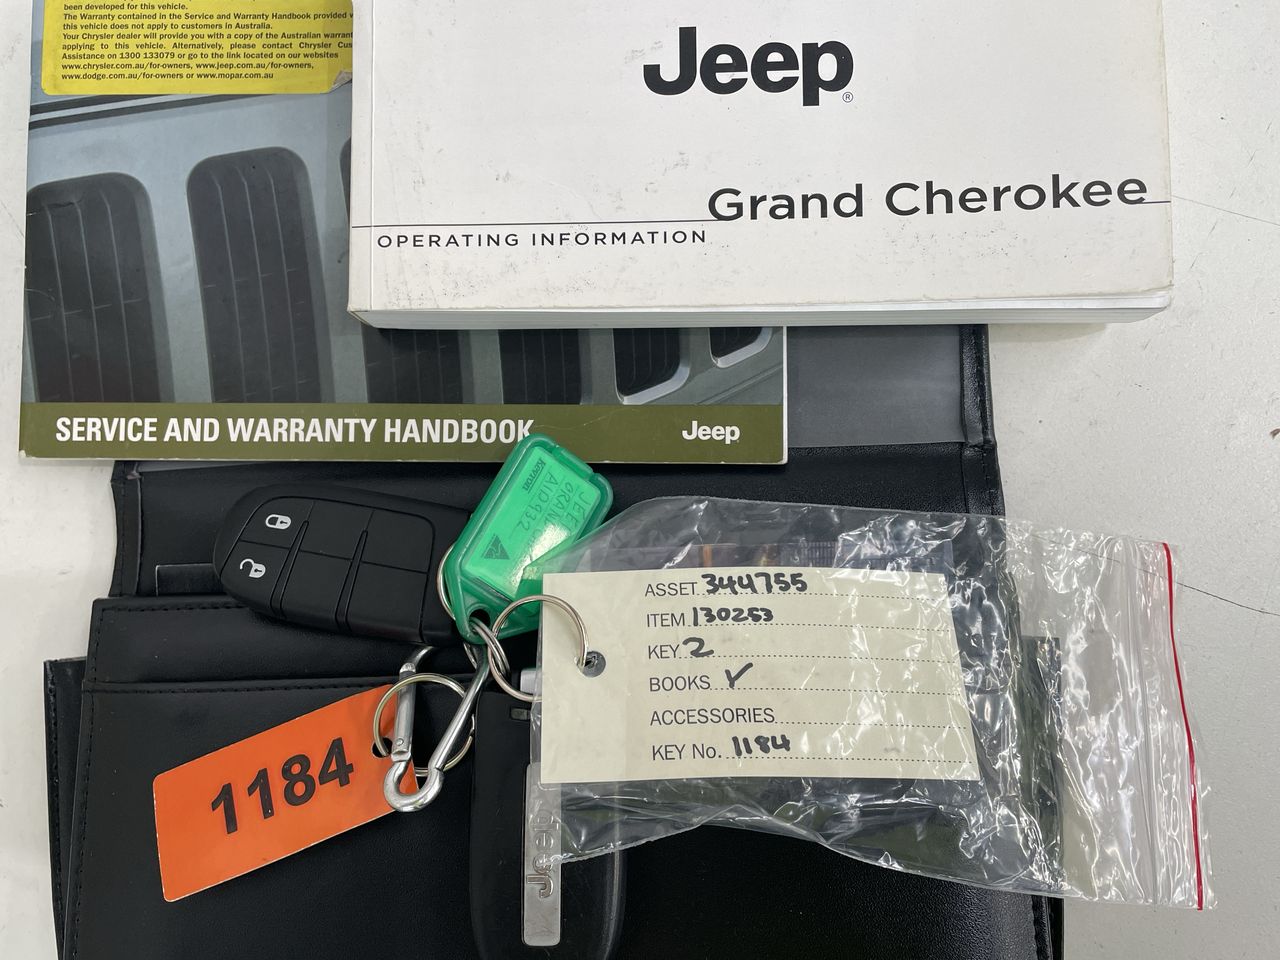 been developed for this vehicle.
The Warranty contained in the Service and Warranty Handbook provided
this vehicle does not apply to customers in Australia.
Your Chrysler dealer will provide you with a copy of the Australian
applying to this vehicle. Alternatively, please contact Chrysler
Assistance on 1300 133079 or go to the link located on our websites
www.chrysler.com.au/for-owners, www.jeep.com.au/for-owners,
www.dodge.com.au/for-owners or www.mopar.com.au
Jeep®
Grand Cherokee
OPERATING INFORMATION
SERVICE AND WARRANTY HANDBOOK
Jeep
Kevron
A10932
ASSET 344755
ITEM 130253
KEY 2
BOOKS ✓
ACCESSORIES
KEY No. 1184
1184
Jeep